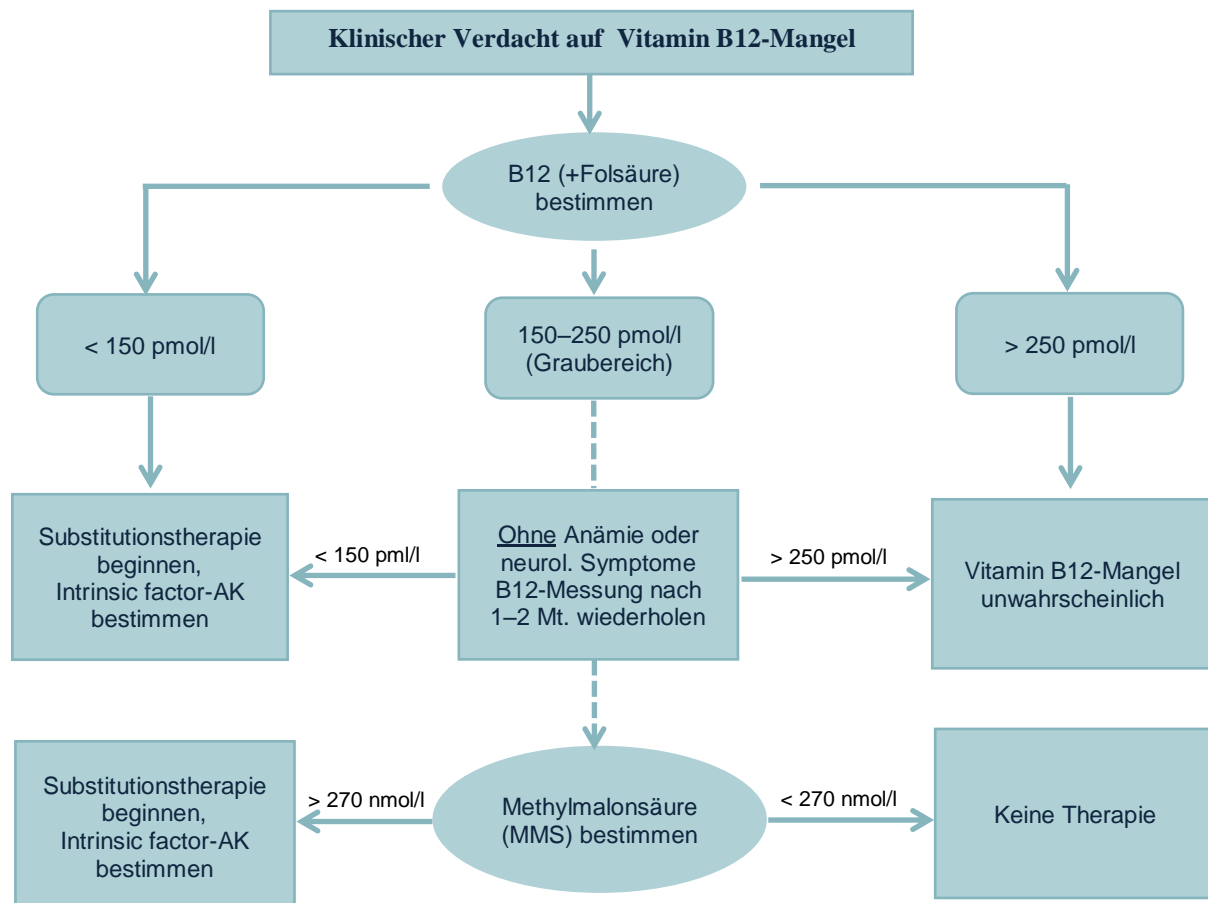 Klinischer Verdacht auf Vitamin B12-Mangel
B12 (+Folsäure)
bestimmen
< 150 pmol/l
150–250 pmol/l
(Graubereich)
> 250 pmol/l
Substitutionstherapie
beginnen,
Intrinsic factor-AK
bestimmen
< 150 pml/l
Ohne Anämie oder
neurol. Symptome
B12-Messung nach
1–2 Mt. wiederholen
> 250 pmol/l
Vitamin B12-Mangel
unwahrscheinlich
Substitutionstherapie
beginnen,
Intrinsic factor-AK
bestimmen
> 270 nmol/l
Methylmalonsäure
(MMS) bestimmen
< 270 nmol/l
Keine Therapie